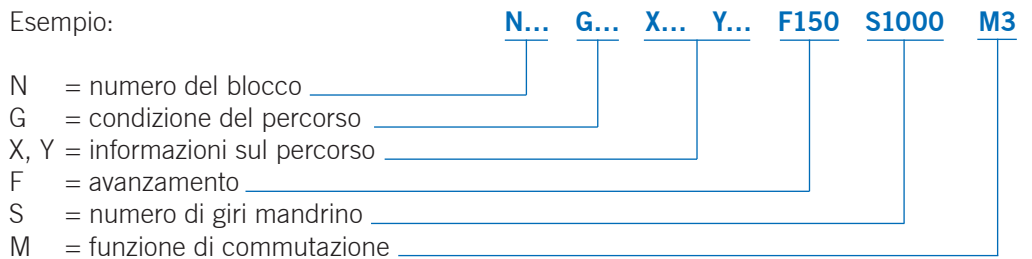 Esempio: N... G... X... Y... F150 S1000 M3
N = numero del blocco
G = condizione del percorso
X, Y = informazioni sul percorso
F = avanzamento
S = numero di giri mandrino
M = funzione di commutazione